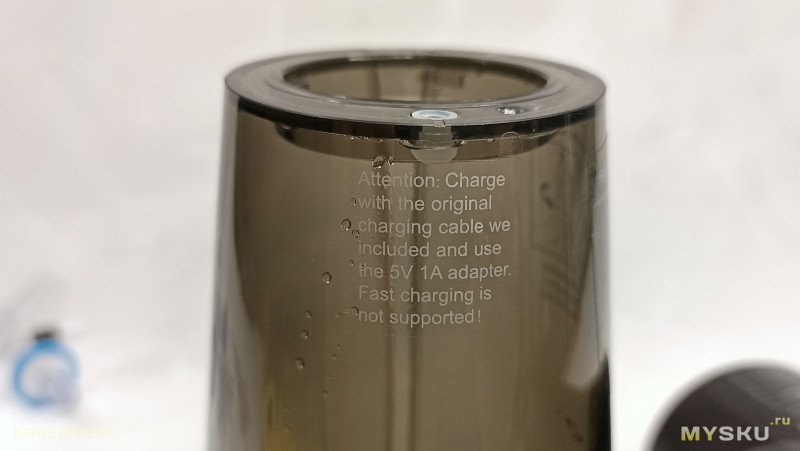 Attention: Charge
with the original
charging cable we
included and use
the 5V 1A adapter.
Fast charging is
not supported!
kaosuNeko
MYSKU.ru